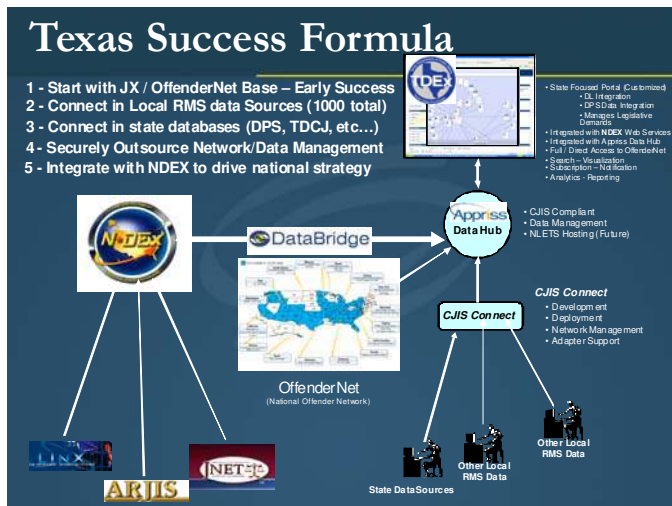 Texas Success Formula
1 - Start with JX / OffenderNet Base – Early Success
2 - Connect in Local RMS data Sources (1000 total)
3 - Connect in state databases (DPS, TDCJ, etc…)
4 - Securely Outsource Network/Data Management
5 - Integrate with NDEX to drive national strategy
TDEx
• State Focused Portal (Customized)
• DL Integration
• DPS Data Integration
• Manages Legislative
Demands
• Integrated with NDEX Web Services
• Integrated with Appriss Data Hub
• Full / Direct Access to OffenderNet
• Search – Visualization
• Subscription – Notification
• Analytics - Reporting
N-DEX
DataBridge
Appriss
Data Hub
• CJIS Compliant
• Data Management
• NLETS Hosting (Future)
CJIS Connect
CJIS Connect
• Development
• Deployment
• Network Management
• Adapter Support
OffenderNet
(National Offender Network)
LINX
ARJIS
JNET
State Data Sources
Other Local
RMS Data
Other Local
RMS Data